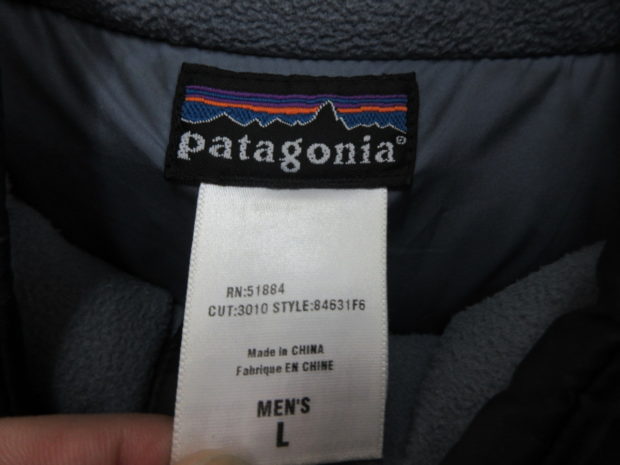 patagonia®
RN:51884
CUT:3010 STYLE:84631F6
Made in CHINA
Fabrique EN CHINE
MEN'S
L